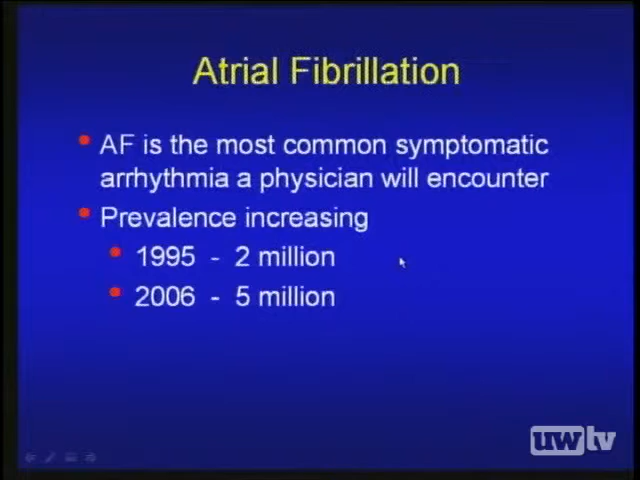 Atrial Fibrillation
• AF is the most common symptomatic
arrhythmia a physician will encounter
• Prevalence increasing
• 1995 - 2 million
• 2006 - 5 million
uwtv